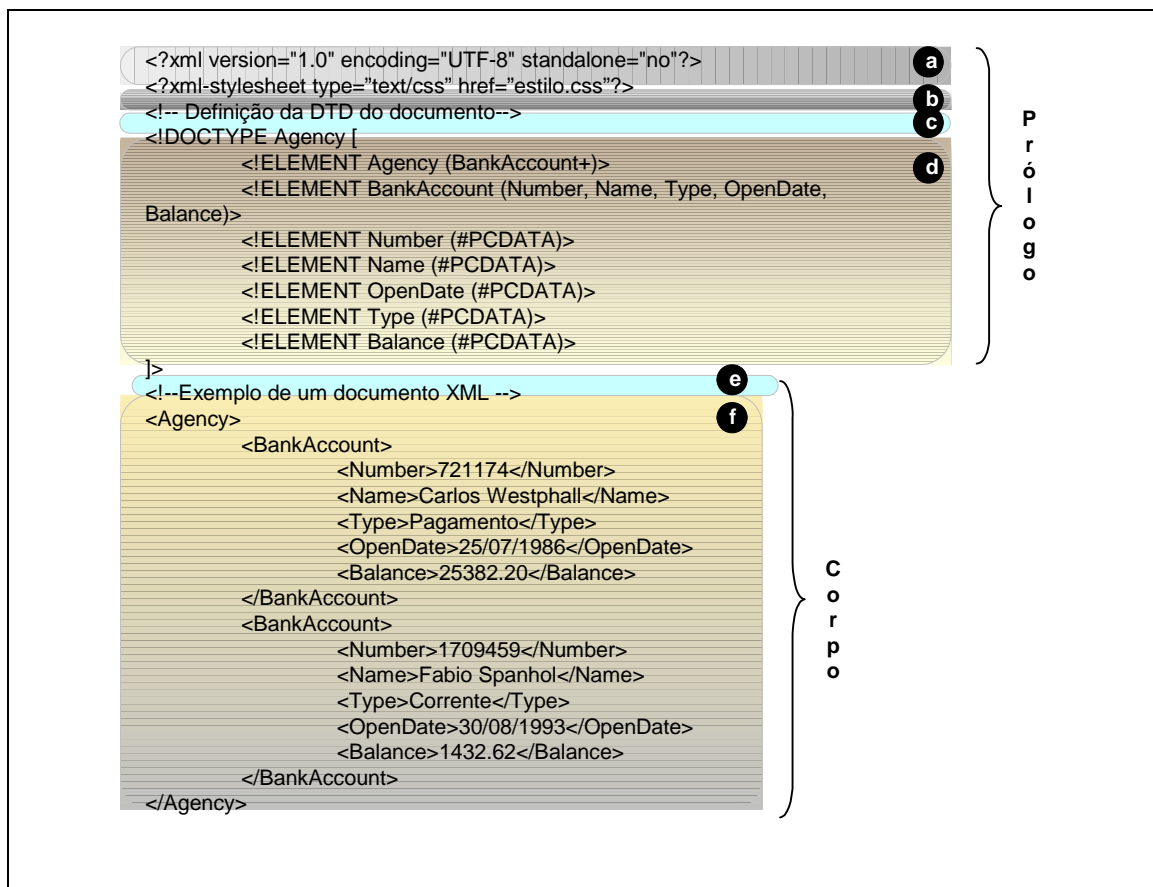 <?xml version="1.0" encoding="UTF-8" standalone="no"?>
a
<?xml-stylesheet type=”text/css” href=”estilo.css”?>
b
<!-- Definição da DTD do documento-->
c
<!DOCTYPE Agency [
d
<!ELEMENT Agency (BankAccount+)>
<!ELEMENT BankAccount (Number, Name, Type, OpenDate,
Balance)>
<!ELEMENT Number (#PCDATA)>
<!ELEMENT Name (#PCDATA)>
<!ELEMENT OpenDate (#PCDATA)>
<!ELEMENT Type (#PCDATA)>
<!ELEMENT Balance (#PCDATA)>
]>
Prólogo
e
<!--Exemplo de um documento XML -->
f
<Agency>
<BankAccount>
<Number>721174</Number>
<Name>Carlos Westphall</Name>
<Type>Pagamento</Type>
<OpenDate>25/07/1986</OpenDate>
<Balance>25382.20</Balance>
</BankAccount>
<BankAccount>
<Number>1709459</Number>
<Name>Fabio Spanhol</Name>
<Type>Corrente</Type>
<OpenDate>30/08/1993</OpenDate>
<Balance>1432.62</Balance>
</BankAccount>
</Agency>
Corpo